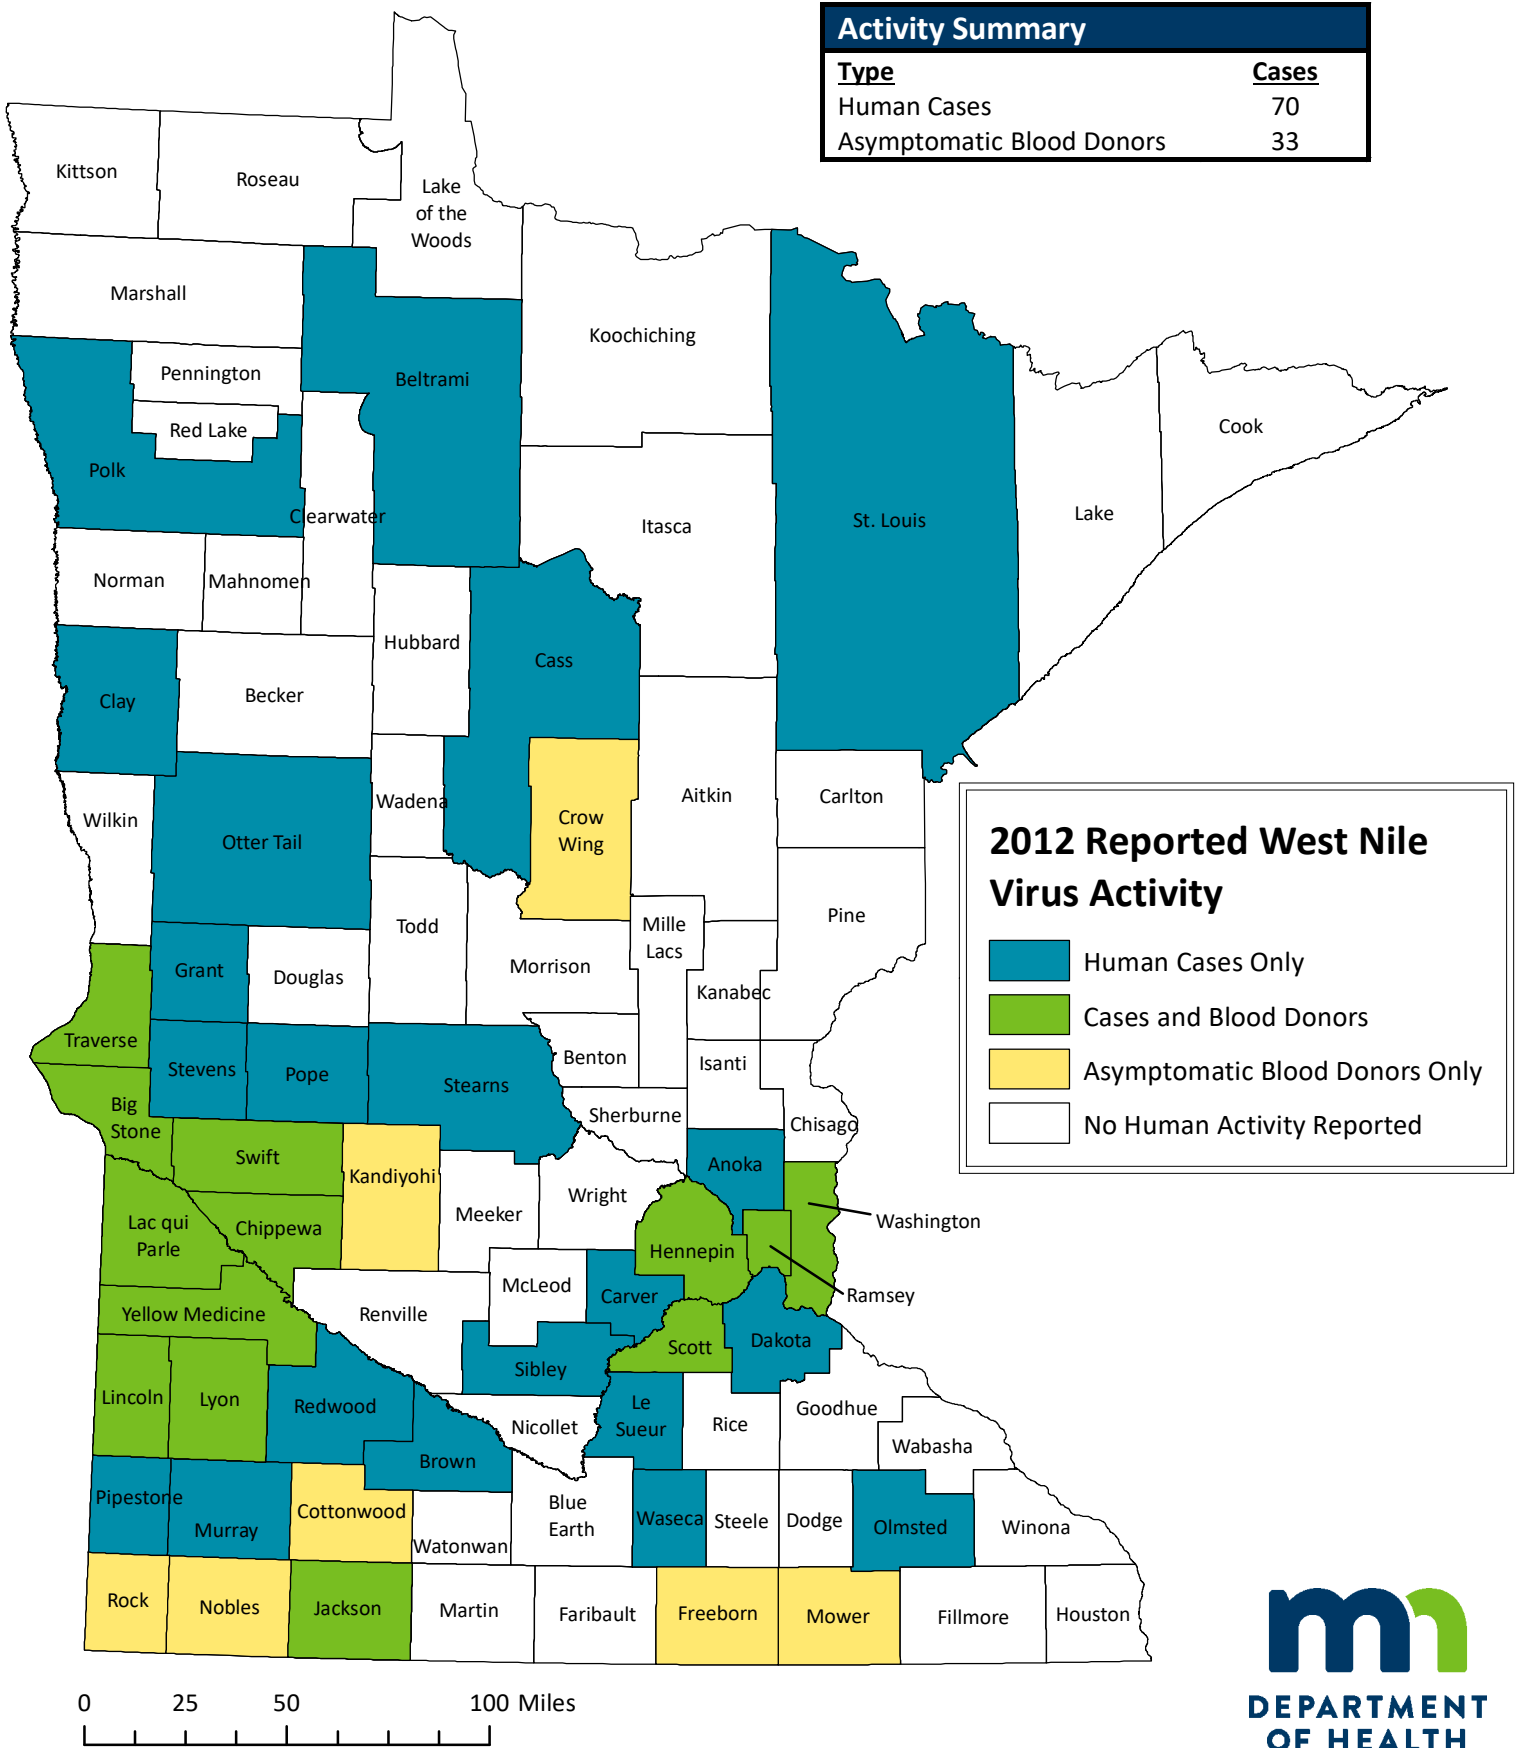 Activity Summary
Type Cases
Human Cases 70
Asymptomatic Blood Donors 33
Kittson
Roseau
Lake
of the
Woods
Marshall
Koochiching
Pennington
Beltrami
Red Lake
Cook
Polk
Clearwater
Itasca
St. Louis
Lake
Norman
Mahnomen
Hubbard
Cass
Clay
Becker
Wadena
Aitkin
Carlton
Wilkin
Otter Tail
Crow
Wing
2012 Reported West Nile
Virus Activity
Human Cases Only
Cases and Blood Donors
Asymptomatic Blood Donors Only
No Human Activity Reported
Todd
Mille
Lacs
Pine
Grant
Douglas
Morrison
Kanabec
Traverse
Stevens
Pope
Stearns
Benton
Isanti
Big
Stone
Sherburne
Chisago
Swift
Kandiyohi
Anoka
Meeker
Wright
Lac qui
Parle
Chippewa
Hennepin
Washington
Ramsey
McLeod
Carver
Yellow Medicine
Renville
Scott
Dakota
Sibley
Lincoln
Lyon
Redwood
Nicollet
Le
Sueur
Rice
Goodhue
Wabasha
Brown
Pipestone
Murray
Cottonwood
Watonwan
Blue
Earth
Waseca
Steele
Dodge
Olmsted
Winona
Rock
Nobles
Jackson
Martin
Faribault
Freeborn
Mower
Fillmore
Houston
0 25 50 100 Miles
mn
DEPARTMENT
OF HEALTH